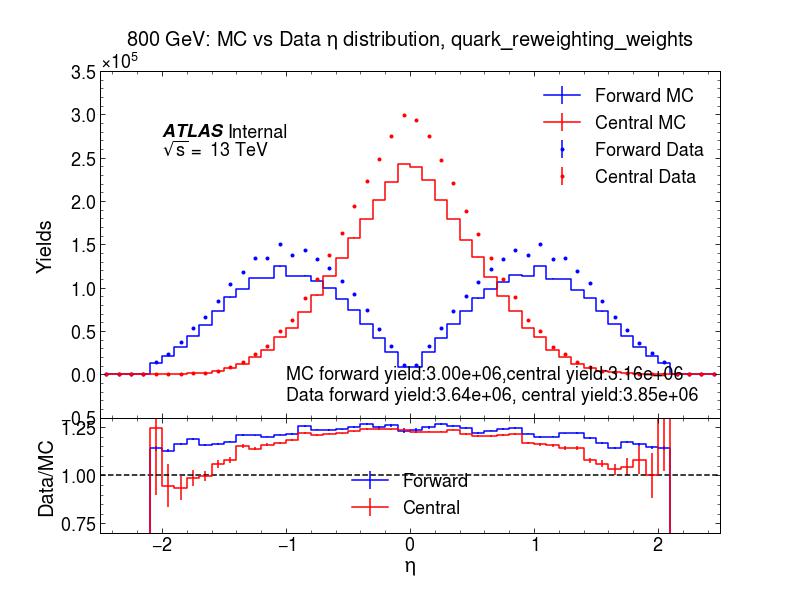 800 GeV: MC vs Data η distribution, quark_reweighting_weights
×10⁵
3.5
3.0
2.5
2.0
1.5
1.0
0.5
0.0
0.5
Yields
ATLAS Internal
√s = 13 TeV
Forward MC
Central MC
Forward Data
Central Data
MC forward yield:3.00e+06,central yield:3.16e+06
Data forward yield:3.64e+06, central yield:3.85e+06
1.25
1.00
0.75
Data/MC
Forward
Central
−2 −1 0 1 2
η